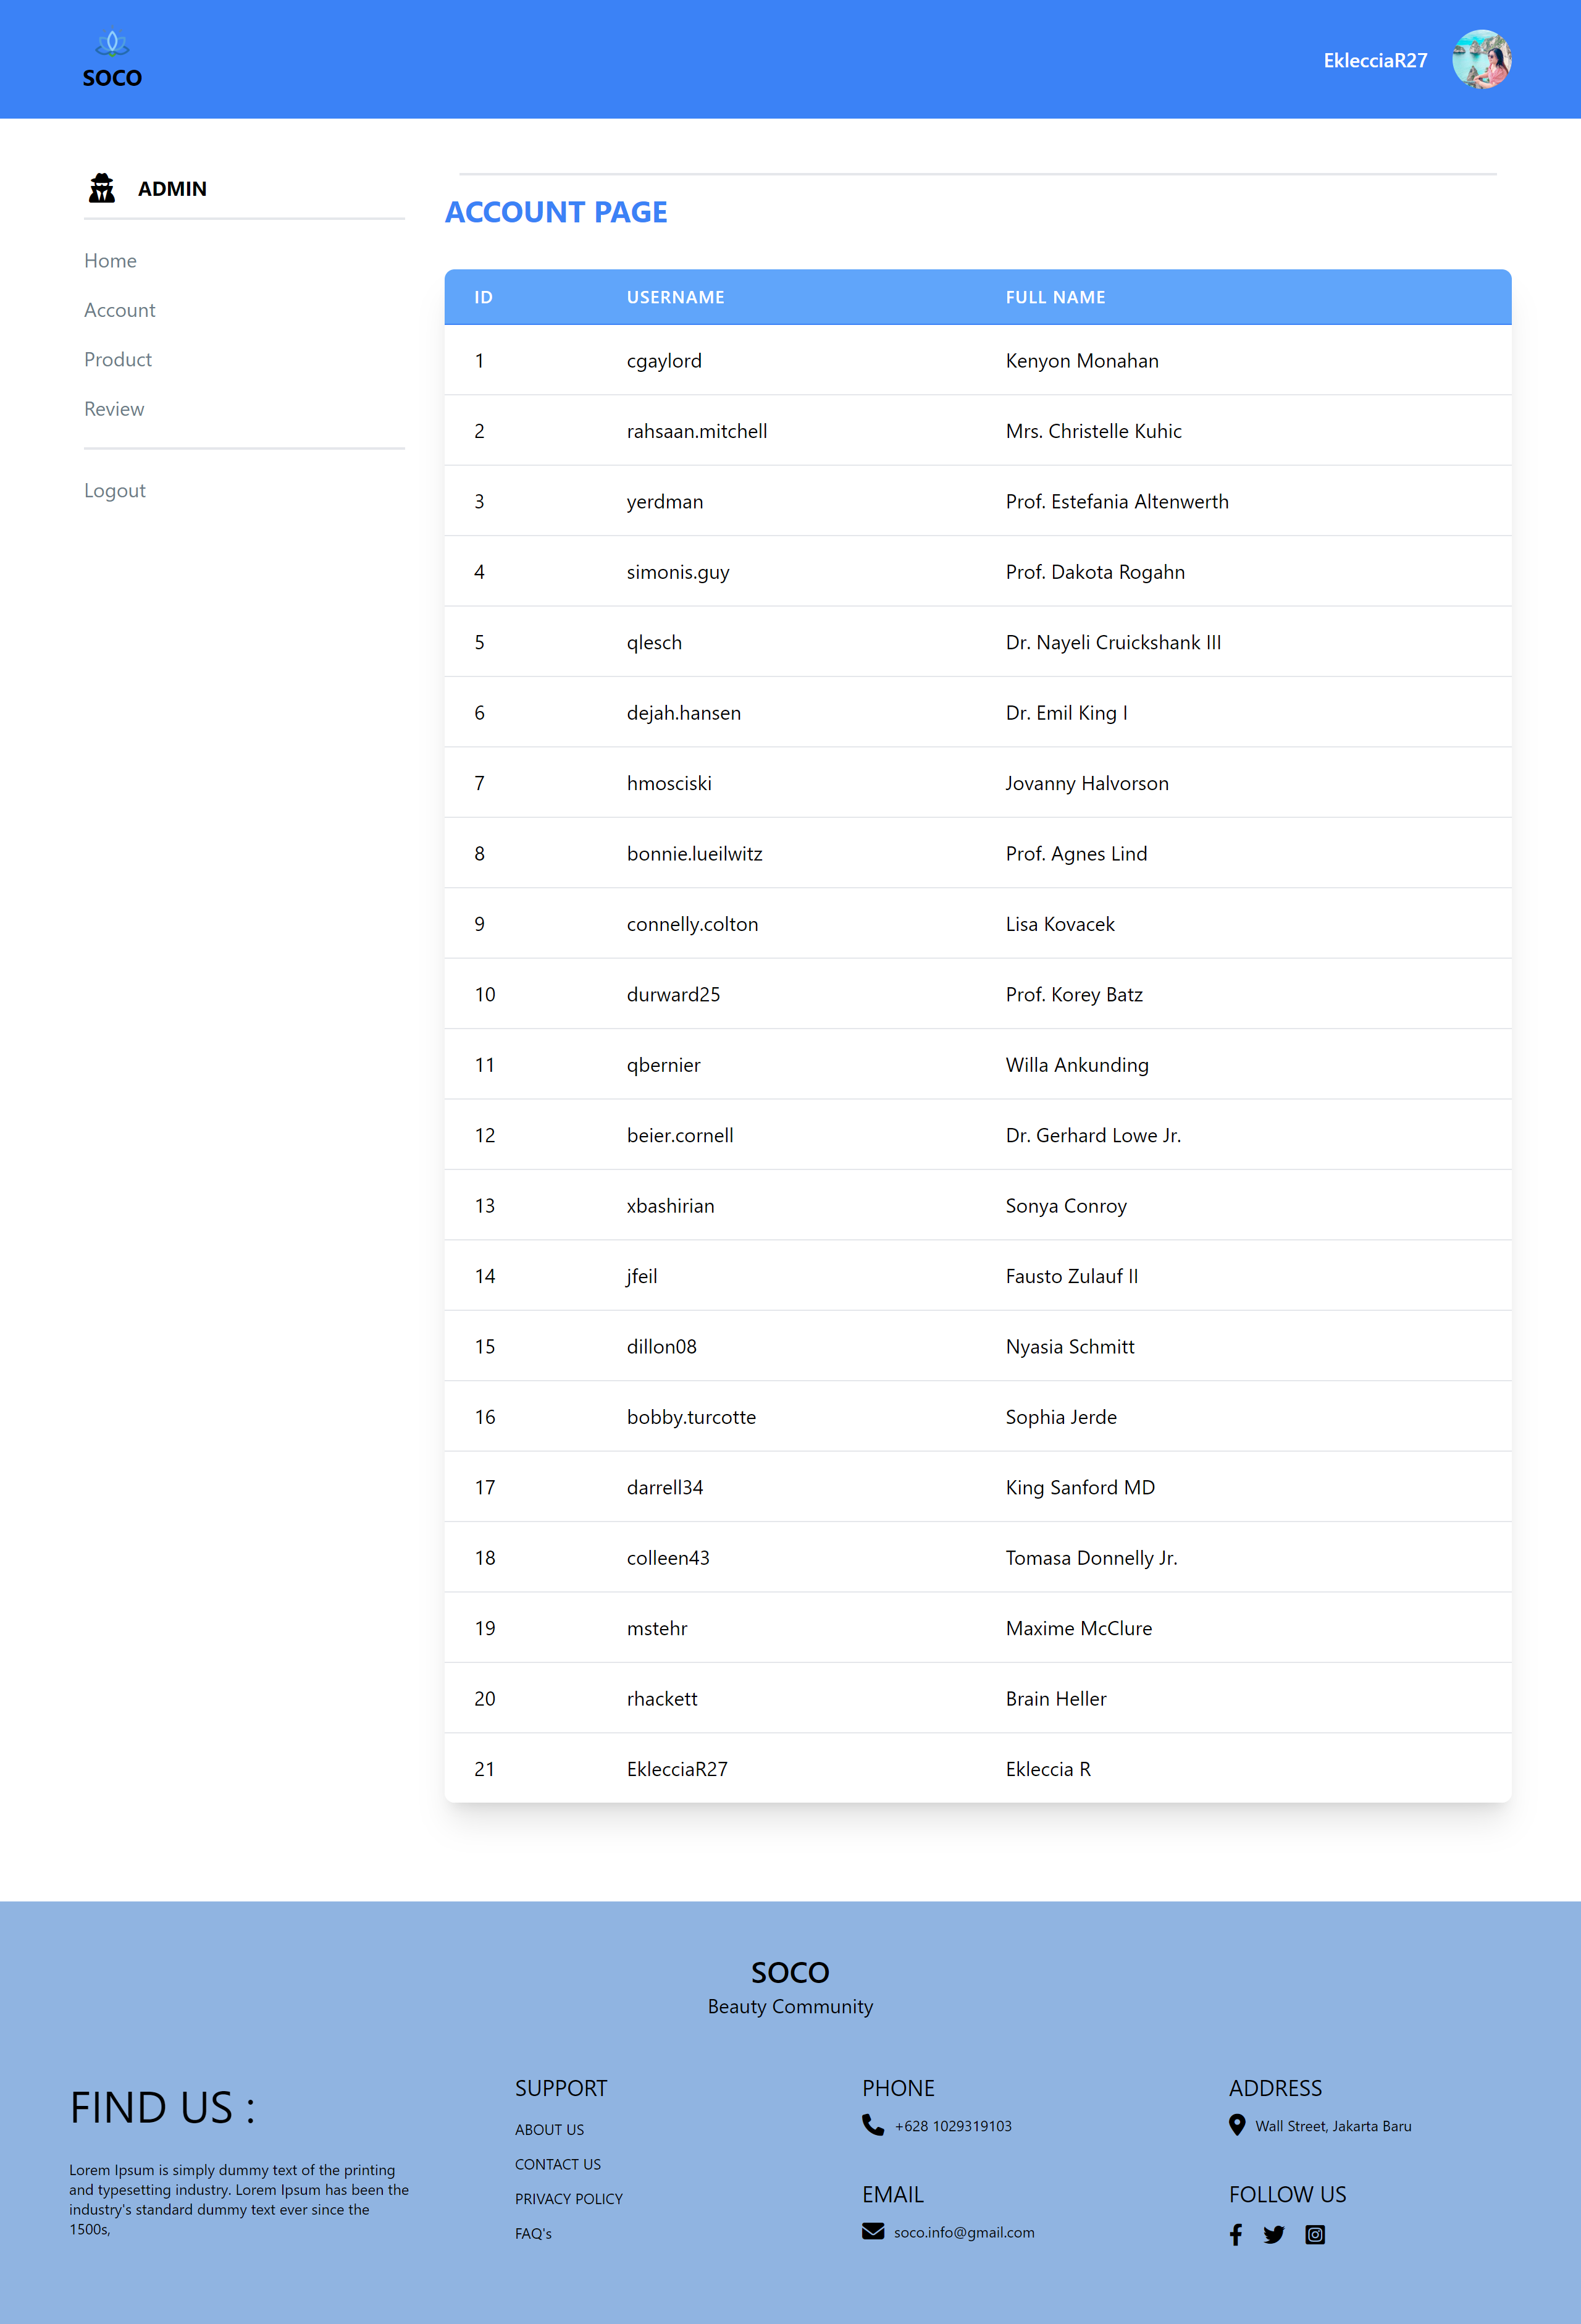 SOCO
EklecciaR27
ADMIN
Home
Account
Product
Review
Logout
ACCOUNT PAGE
ID USERNAME FULL NAME
1 cgaylord Kenyon Monahan
2 rahsaan.mitchell Mrs. Christelle Kuhic
3 yerdman Prof. Estefania Altenwerth
4 simonis.guy Prof. Dakota Rogahn
5 qlesch Dr. Nayeli Cruickshank III
6 dejah.hansen Dr. Emil King I
7 hmosciski Jovanny Halvorson
8 bonnie.lueilwitz Prof. Agnes Lind
9 connelly.colton Lisa Kovacek
10 durward25 Prof. Korey Batz
11 qbernier Willa Ankunding
12 beier.cornell Dr. Gerhard Lowe Jr.
13 xbashirian Sonya Conroy
14 jfeil Fausto Zulauf II
15 dillon08 Nyasia Schmitt
16 bobby.turcotte Sophia Jerde
17 darrell34 King Sanford MD
18 colleen43 Tomasa Donnelly Jr.
19 mstehr Maxime McClure
20 rhackett Brain Heller
21 EklecciaR27 Ekleccia R
SOCO
Beauty Community
FIND US :
Lorem Ipsum is simply dummy text of the printing
and typesetting industry. Lorem Ipsum has been the
industry's standard dummy text ever since the
1500s,
SUPPORT
ABOUT US
CONTACT US
PRIVACY POLICY
FAQ's
PHONE
+628 1029319103
EMAIL
soco.info@gmail.com
ADDRESS
Wall Street, Jakarta Baru
FOLLOW US